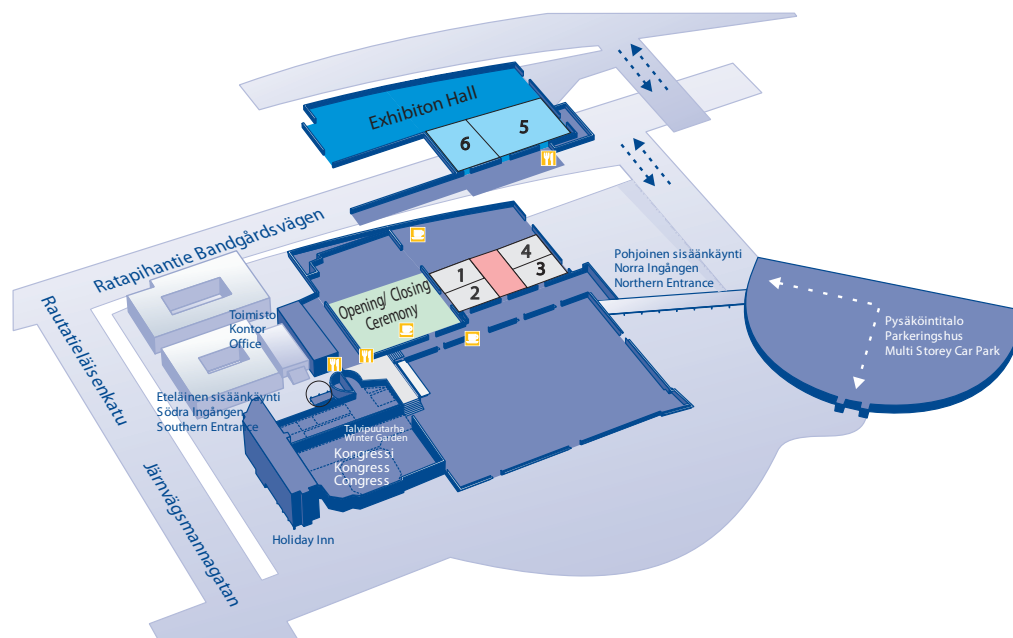 Exhibiton Hall
6
5
Ratapihantie Bandgårdsvägen
Rautatieläisenkatu
Järnvägsmannagatan
1
2
4
3
Opening/ Closing
Ceremony
Pohjoinen sisäänkäynti
Norra Ingången
Northern Entrance
Pysäköintitalo
Parkeringshus
Multi Storey Car Park
Toimisto
Kontor
Office
Eteläinen sisäänkäynti
Södra Ingången
Southern Entrance
Talvipuutarha
Winter Garden
Kongressi
Kongress
Congress
Holiday Inn